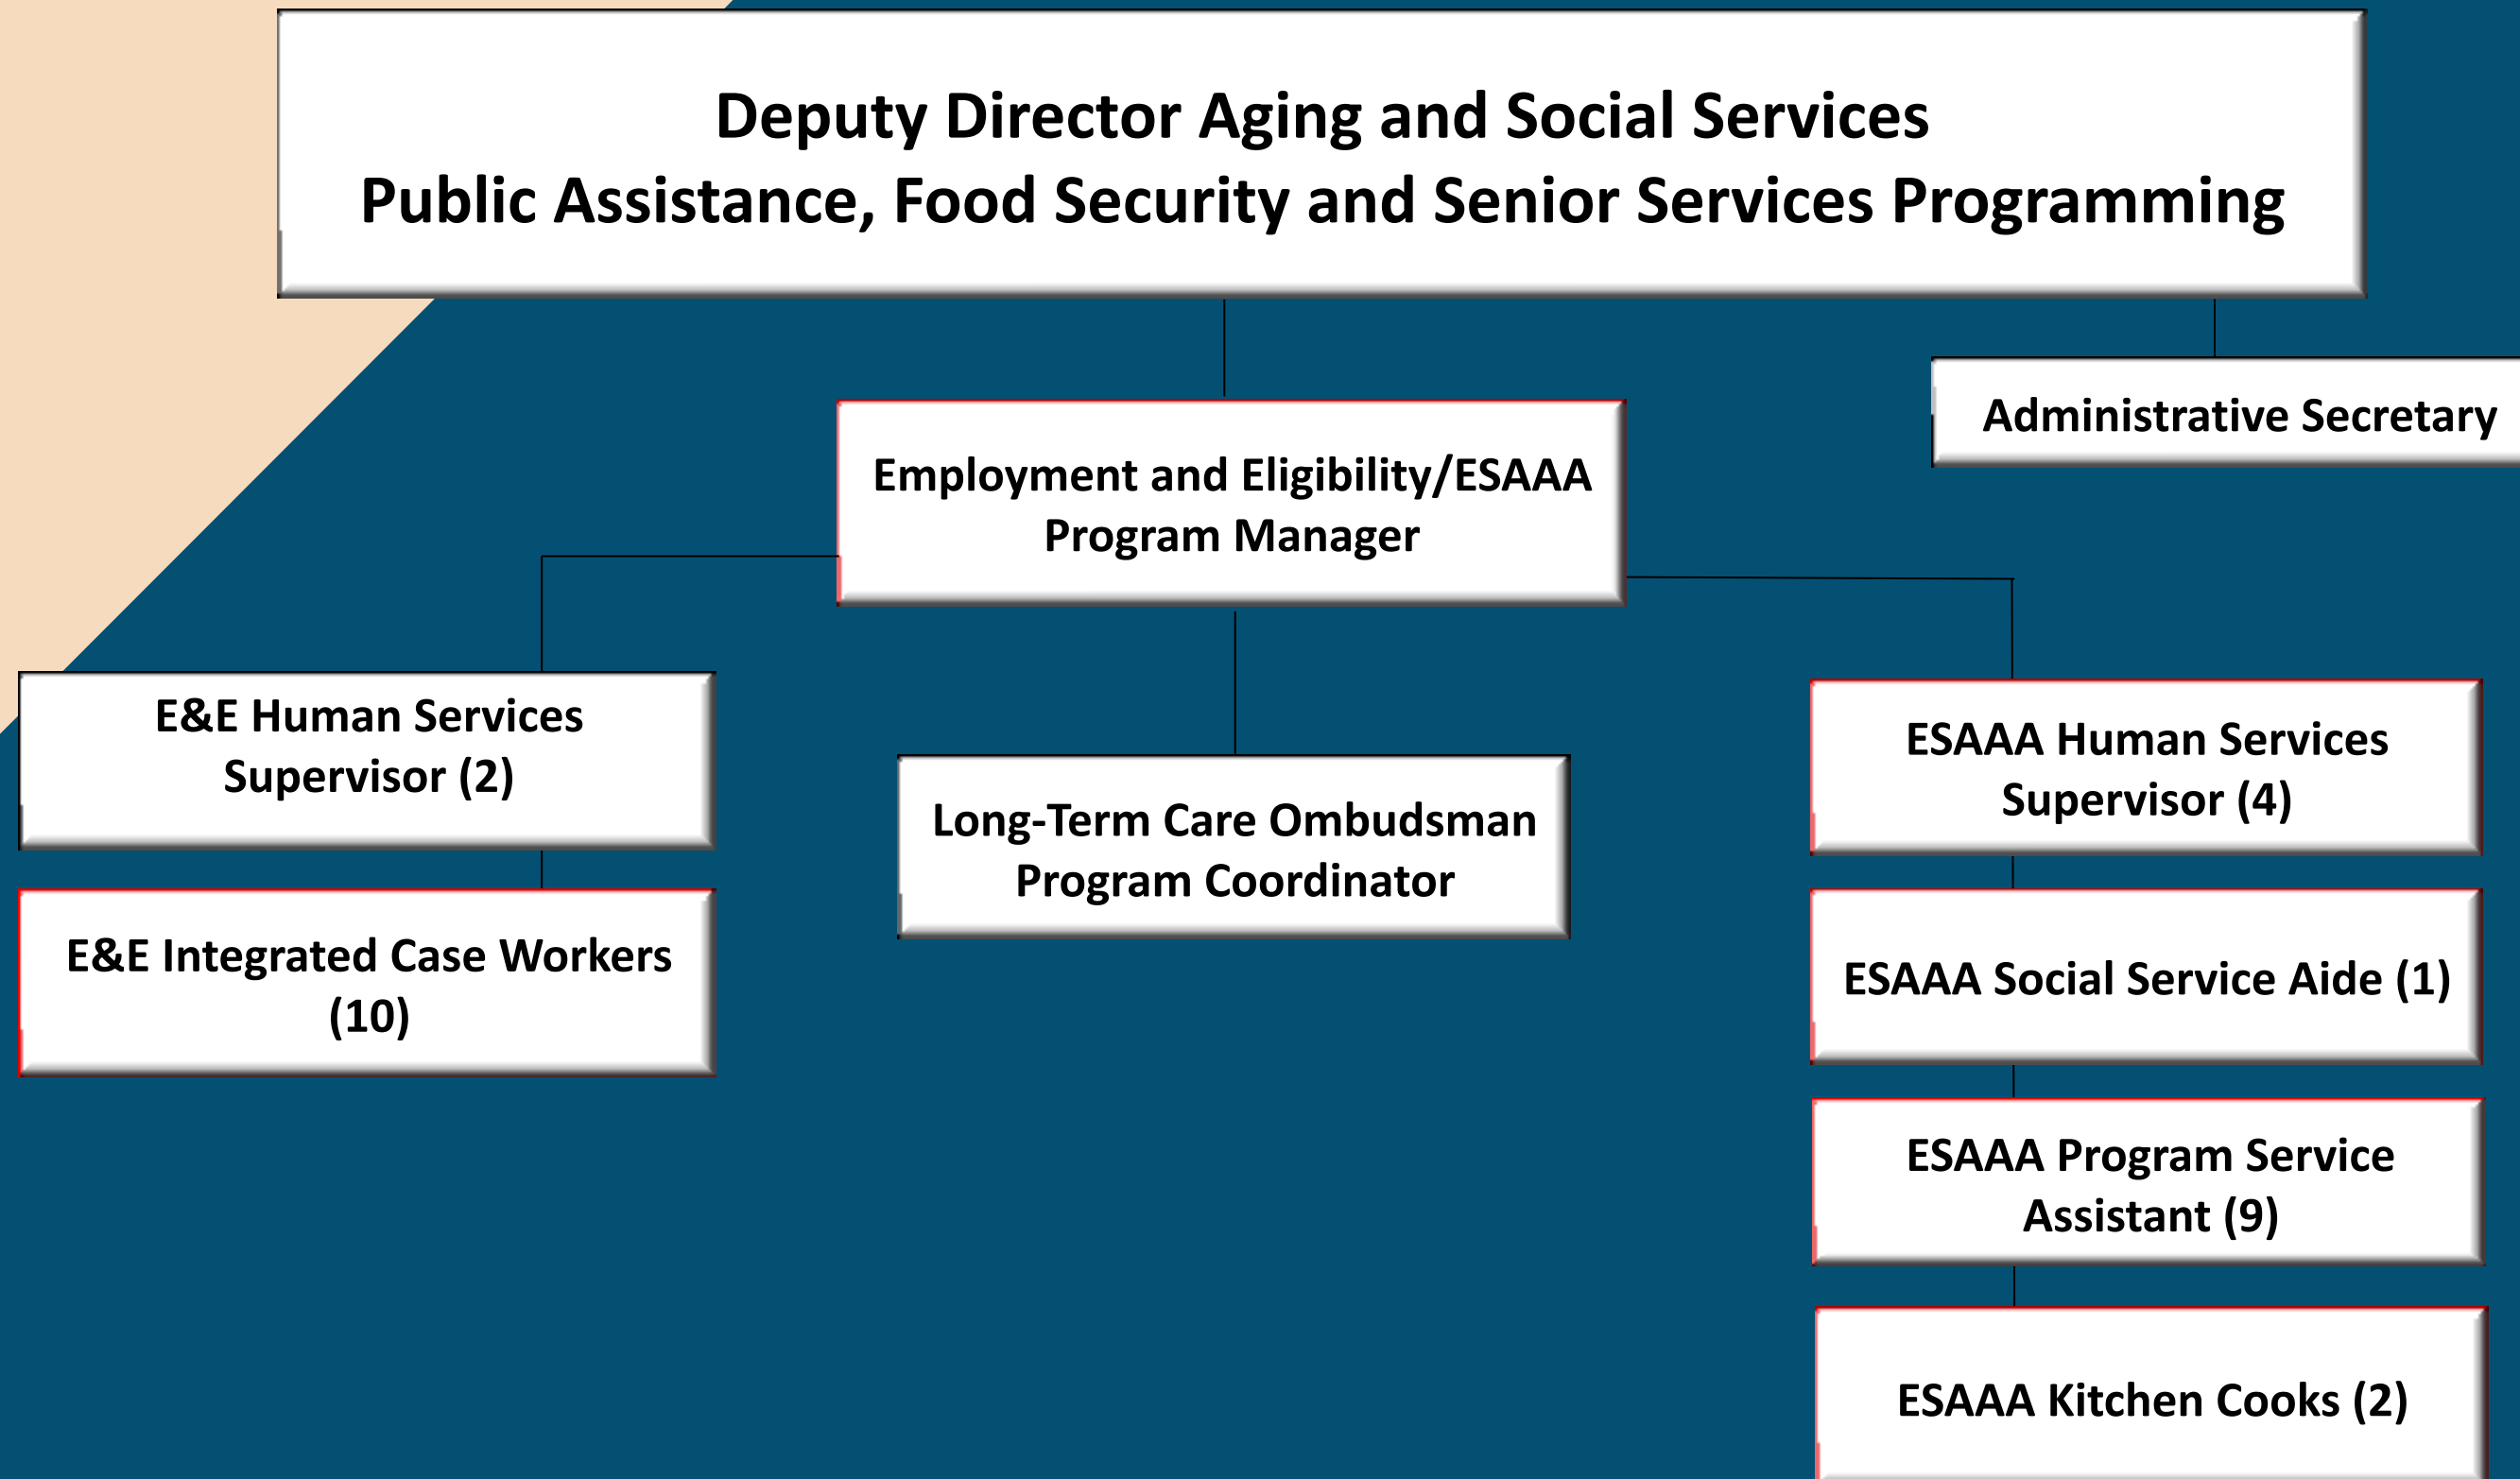 Deputy Director Aging and Social Services
Public Assistance, Food Security and Senior Services Programming
Administrative Secretary
Employment and Eligibility/ESAAA
Program Manager
E&E Human Services
Supervisor (2)
E&E Integrated Case Workers
(10)
Long-Term Care Ombudsman
Program Coordinator
ESAAA Human Services
Supervisor (4)
ESAAA Social Service Aide (1)
ESAAA Program Service
Assistant (9)
ESAAA Kitchen Cooks (2)